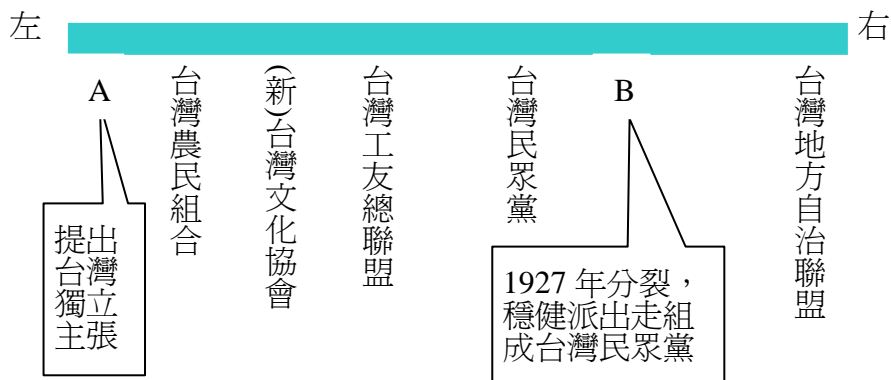 左
右
A
台灣農民組合
(新)台灣文化協會
台灣工友總聯盟
台灣民眾黨
B
台灣地方自治聯盟
提出
台灣
獨立
主張
1927 年分裂，
穩健派出走組
成台灣民眾黨